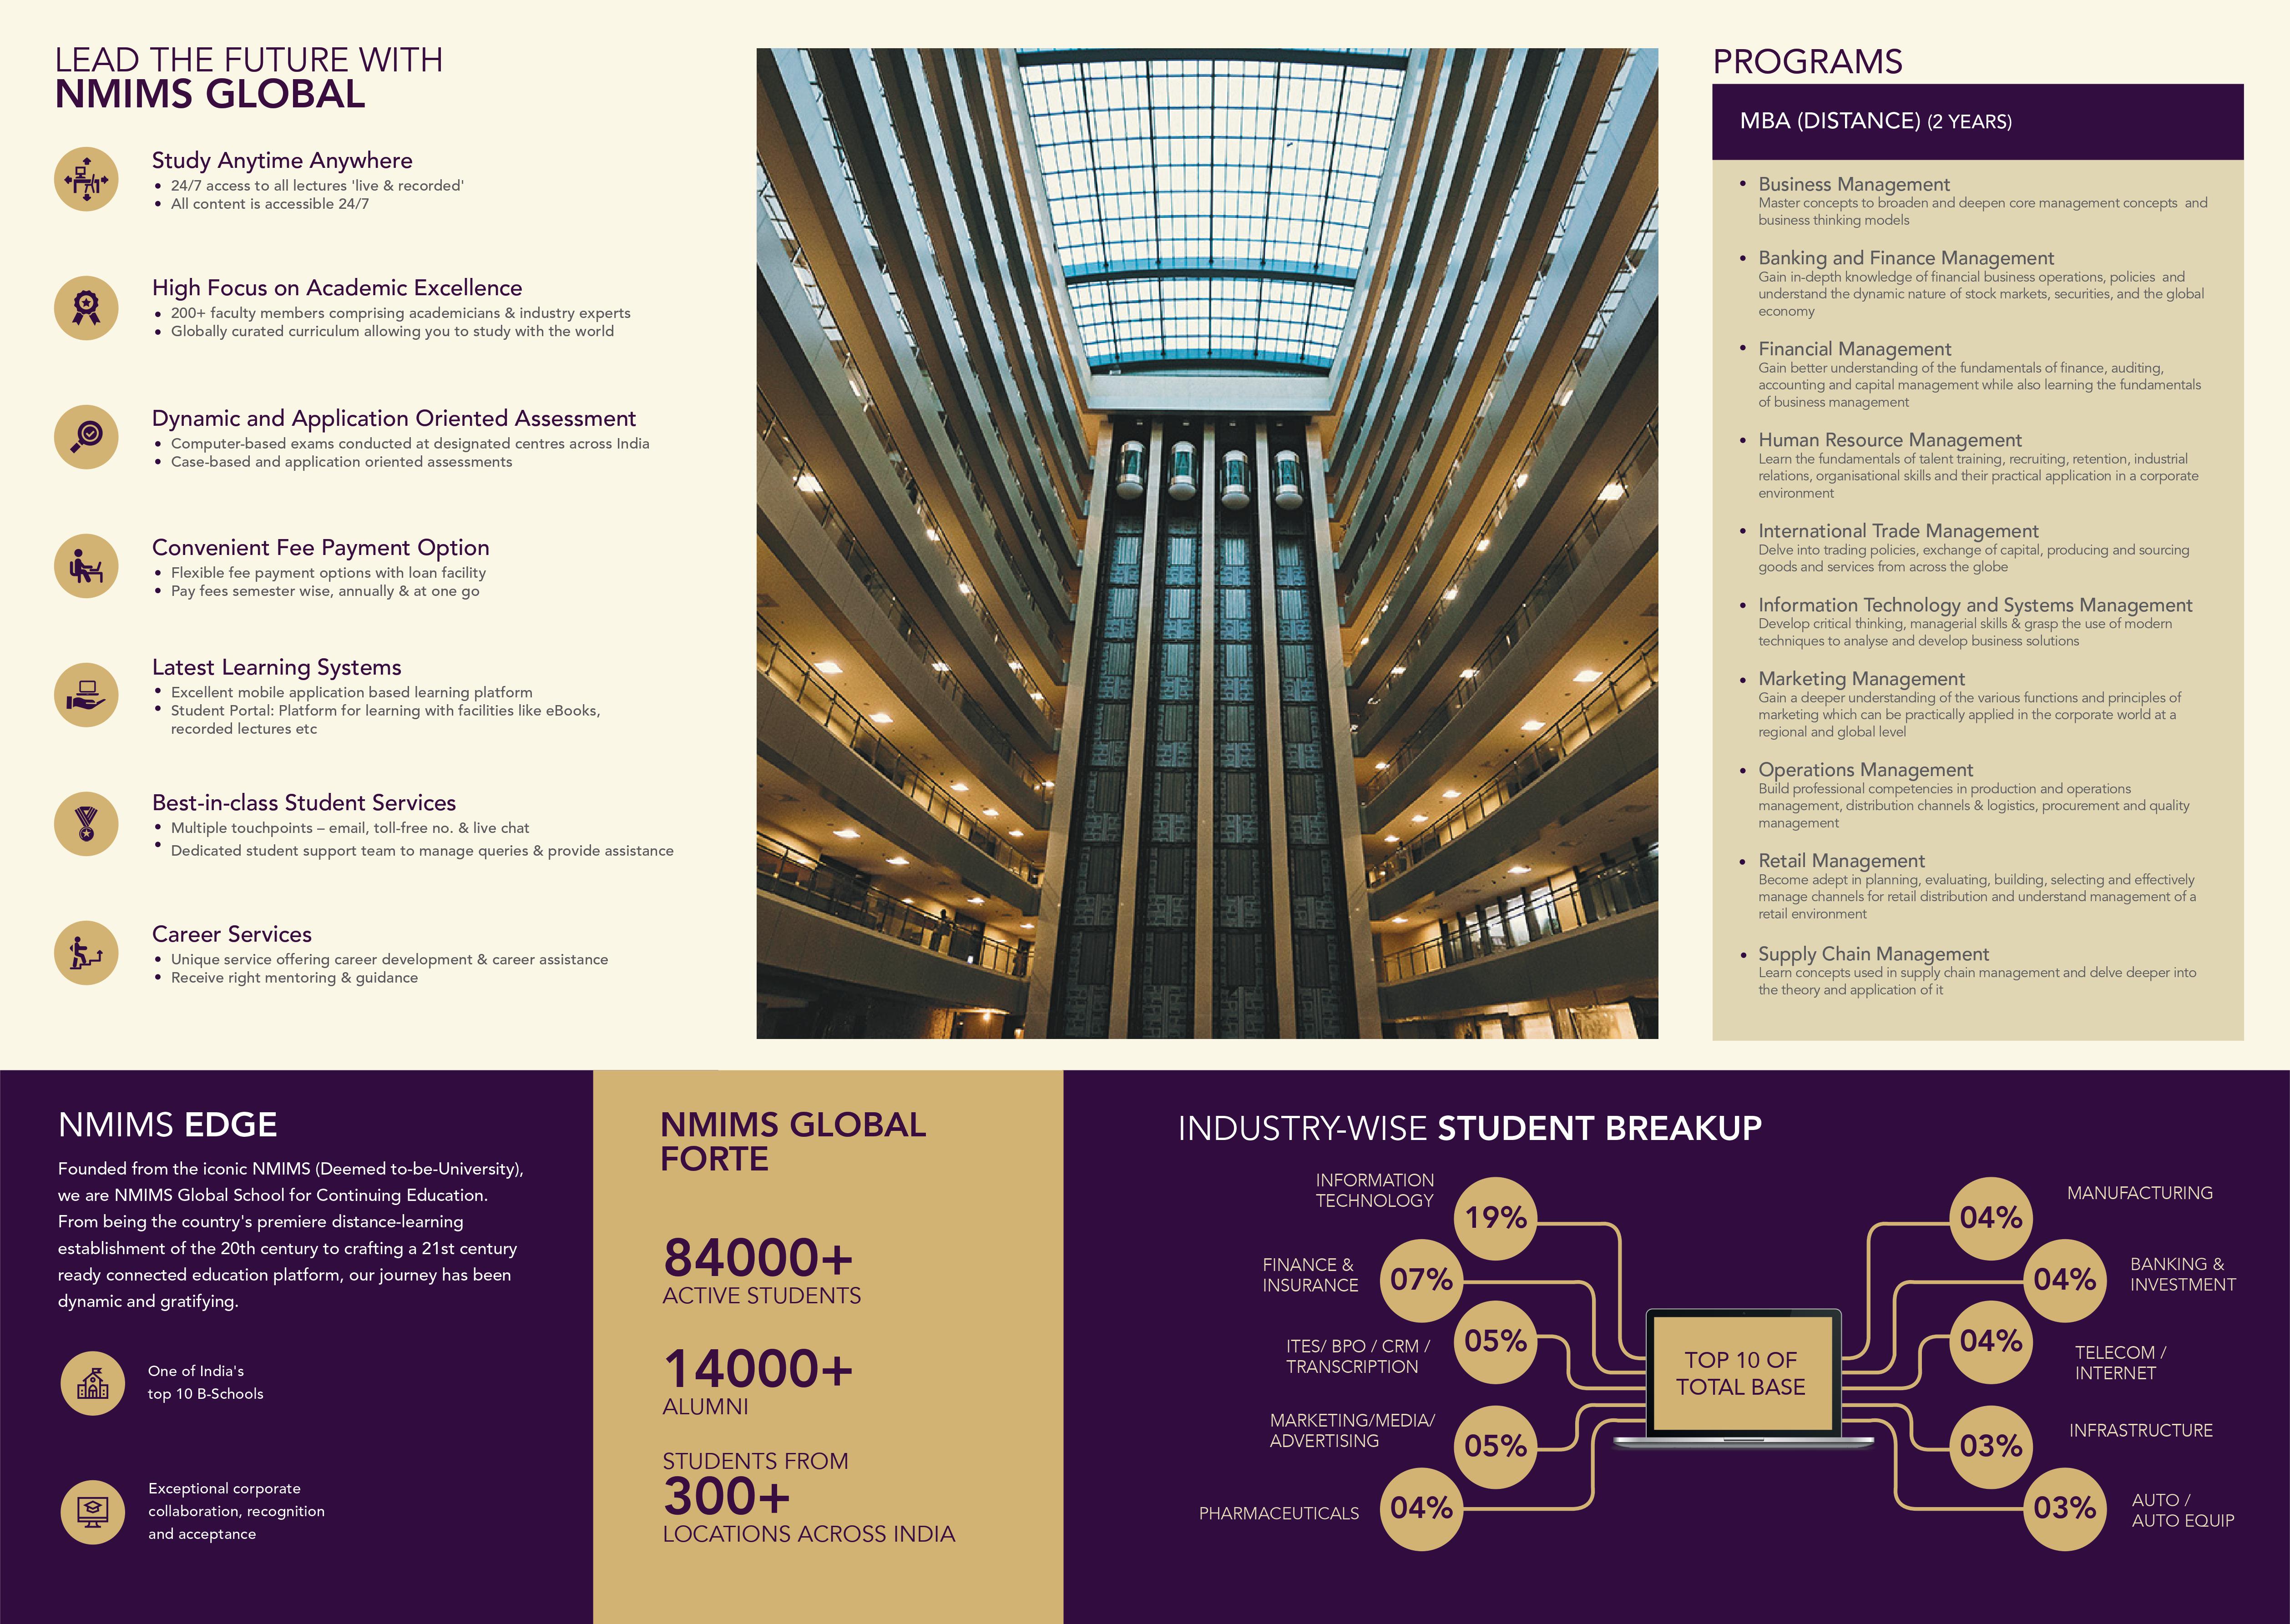 LEAD THE FUTURE WITH
NMIMS GLOBAL
Study Anytime Anywhere
• 24/7 access to all lectures 'live & recorded'
• All content is accessible 24/7
High Focus on Academic Excellence
• 200+ faculty members comprising academicians & industry experts
• Globally curated curriculum allowing you to study with the world
Dynamic and Application Oriented Assessment
• Computer-based exams conducted at designated centres across India
• Case-based and application oriented assessments
Convenient Fee Payment Option
• Flexible fee payment options with loan facility
• Pay fees semester wise, annually & at one go
Latest Learning Systems
• Excellent mobile application based learning platform
• Student Portal: Platform for learning with facilities like eBooks,
recorded lectures etc
Best-in-class Student Services
• Multiple touchpoints – email, toll-free no. & live chat
• Dedicated student support team to manage queries & provide assistance
Career Services
• Unique service offering career development & career assistance
• Receive right mentoring & guidance
PROGRAMS
MBA (DISTANCE) (2 YEARS)
• Business Management
Master concepts to broaden and deepen core management concepts and
business thinking models
• Banking and Finance Management
Gain in-depth knowledge of financial business operations, policies and
understand the dynamic nature of stock markets, securities, and the global
economy
• Financial Management
Gain better understanding of the fundamentals of finance, auditing,
accounting and capital management while also learning the fundamentals
of business management
• Human Resource Management
Learn the fundamentals of talent training, recruiting, retention, industrial
relations, organisational skills and their practical application in a corporate
environment
• International Trade Management
Delve into trading policies, exchange of capital, producing and sourcing
goods and services from across the globe
• Information Technology and Systems Management
Develop critical thinking, managerial skills & grasp the use of modern
techniques to analyse and develop business solutions
• Marketing Management
Gain a deeper understanding of the various functions and principles of
marketing which can be practically applied in the corporate world at a
regional and global level
• Operations Management
Build professional competencies in production and operations
management, distribution channels & logistics, procurement and quality
management
• Retail Management
Become adept in planning, evaluating, building, selecting and effectively
manage channels for retail distribution and understand management of a
retail environment
• Supply Chain Management
Learn concepts used in supply chain management and delve deeper into
the theory and application of it
NMIMS EDGE
Founded from the iconic NMIMS (Deemed to-be-University),
we are NMIMS Global School for Continuing Education.
From being the country's premiere distance-learning
establishment of the 20th century to crafting a 21st century
ready connected education platform, our journey has been
dynamic and gratifying.
One of India's
top 10 B-Schools
Exceptional corporate
collaboration, recognition
and acceptance
NMIMS GLOBAL
FORTE
84000+
ACTIVE STUDENTS
14000+
ALUMNI
STUDENTS FROM
300+
LOCATIONS ACROSS INDIA
INDUSTRY-WISE STUDENT BREAKUP
INFORMATION
TECHNOLOGY
19%
FINANCE &
INSURANCE
07%
ITES/ BPO / CRM /
TRANSCRIPTION
05%
MARKETING/MEDIA/
ADVERTISING
05%
PHARMACEUTICALS
04%
TOP 10 OF
TOTAL BASE
04%
MANUFACTURING
04%
BANKING &
INVESTMENT
04%
TELECOM /
INTERNET
03%
INFRASTRUCTURE
03%
AUTO /
AUTO EQUIP